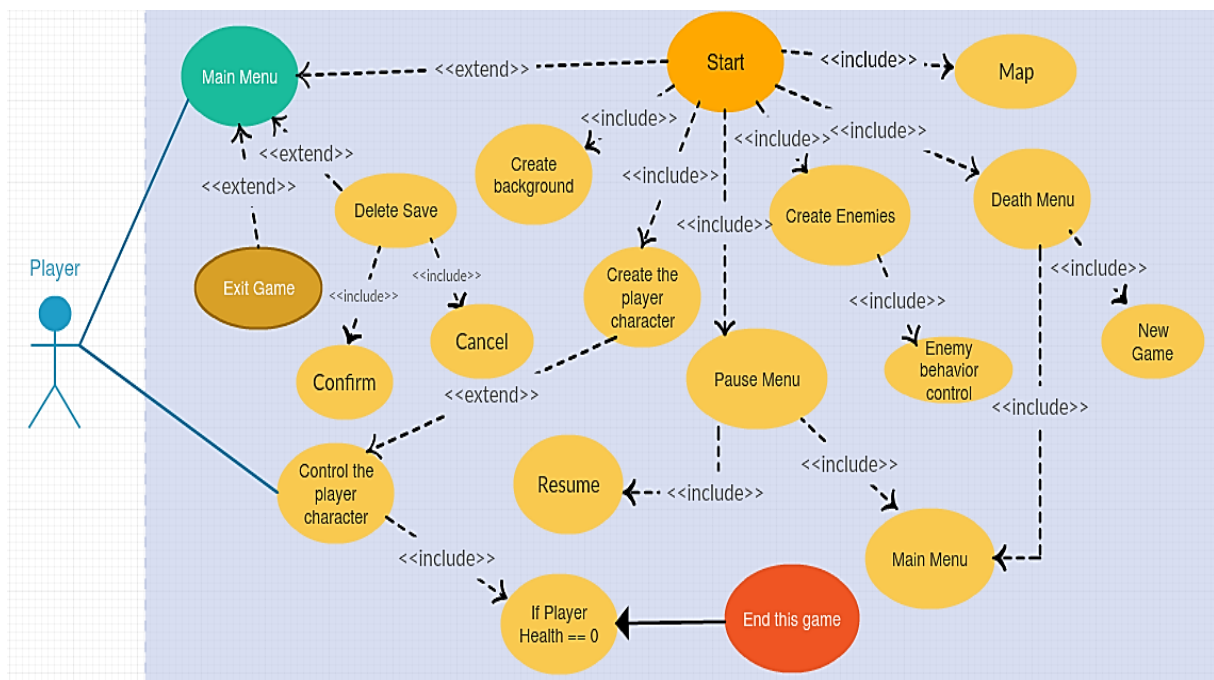 Main Menu
<<extend>>
Start
<<include>>
Map
<<include>>
<<include>>
<<include>>
<<extend>>
Create
background
<<include>>
<<extend>>
Delete Save
Create Enemies
Death Menu
<<include>>
Player
Exit Game
<<include>>
<<include>>
Create the
player
character
<<include>>
<<include>>
Cancel
New
Game
Confirm
Pause Menu
Enemy
behavior
control
<<extend>>
<<include>>
Control the
player
character
Resume
<<include>>
<<include>>
<<include>>
Main Menu
If Player
Health == 0
End this game